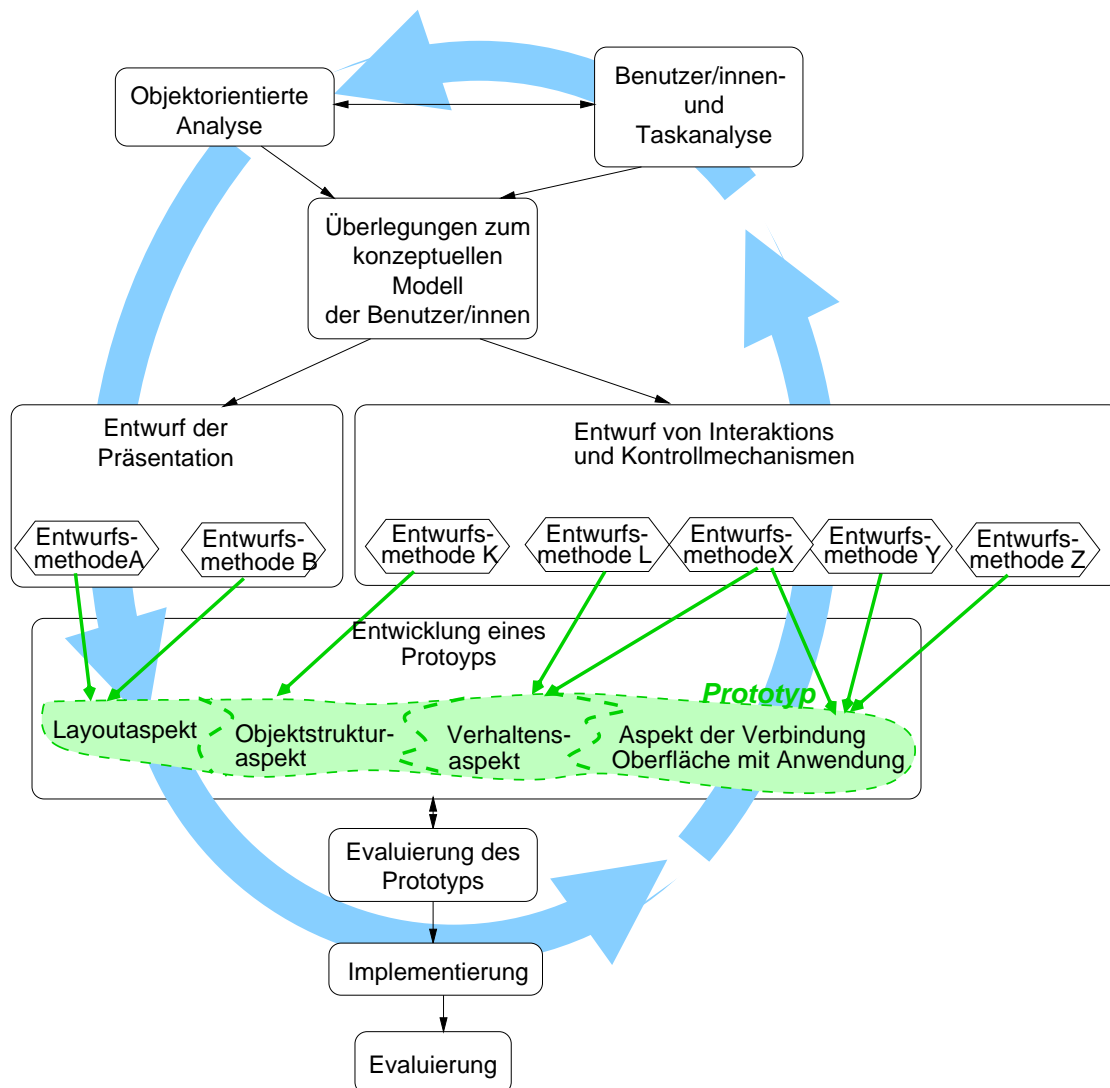 Objektorientierte
Analyse
Benutzer/innen-
und
Taskanalyse
Überlegungen zum
konzeptuellen
Modell
der Benutzer/innen
Entwurf der
Präsentation
Entwurfs-
methodeA
Entwurfs-
methode B
Entwurf von Interaktions
und Kontrollmechanismen
Entwurfs-
methode K
Entwurfs-
methode L
Entwurfs-
methodeX
Entwurfs-
methode Y
Entwurfs-
methode Z
Entwicklung eines
Protoyps
Prototyp
Layoutaspekt
Objektstruktur-
aspekt
Verhaltens-
aspekt
Aspekt der Verbindung
Oberfläche mit Anwendung
Evaluierung des
Prototyps
Implementierung
Evaluierung